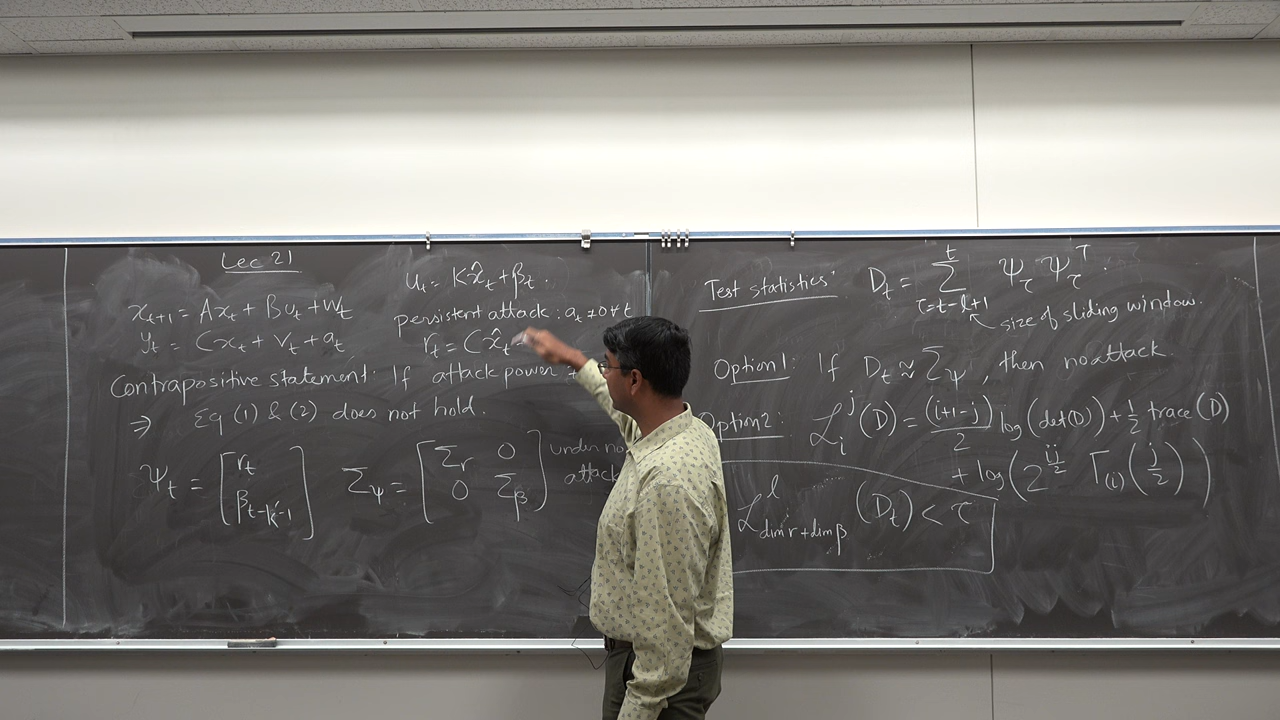 Lec 21
x_{t+1} = Ax_t + Bu_t + w_t
y_t = Cx_t + v_t + a_t
u_t = Kx̂_t + β_t.
persistent attack: a_t ≠ 0 ∀ t
r_t = Cx̂_t -
Contrapositive statement: If attack power
⇒ Eq (1) & (2) does not hold.
Ψ_t = [r_t ; β_{t-k'-1}] Σ_Ψ = [Σ_r 0 ; 0 Σ_β] under no attack
Test statistics: D_t = Σ_{τ=t-l+1}^{t} Ψ_τ Ψ_τ^T.
size of sliding window.
Option 1: If D_t ≈ Σ_Ψ, then no attack.
Option 2: L_i^j (D) = (i+1-j)/2 log(det(D)) + 1/2 trace(D)
+ log(2^{ij/2} Γ_{(i)}(j/2))
L^l_{dim r + dim β} (D_t) < τ